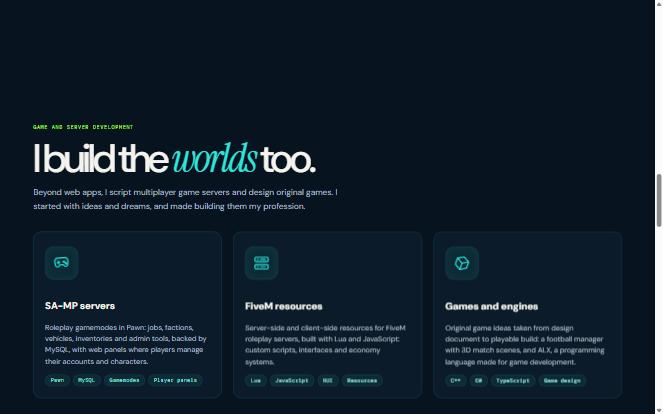 GAME AND SERVER DEVELOPMENT
I build the worlds too.
Beyond web apps, I script multiplayer game servers and design original games. I
started with ideas and dreams, and made building them my profession.
SA-MP servers
Roleplay gamemodes in Pawn: jobs, factions,
vehicles, inventories and admin tools, backed by
MySQL, with web panels where players manage
their accounts and characters.
Pawn MySQL Gamemodes Player panels
FiveM resources
Server-side and client-side resources for FiveM
roleplay servers, built with Lua and JavaScript:
custom scripts, interfaces and economy
systems.
Lua JavaScript NUI Resources
Games and engines
Original game ideas taken from design
document to playable build: a football manager
with 3D match scenes, and ALX, a programming
language made for game development.
C++ C# TypeScript Game design